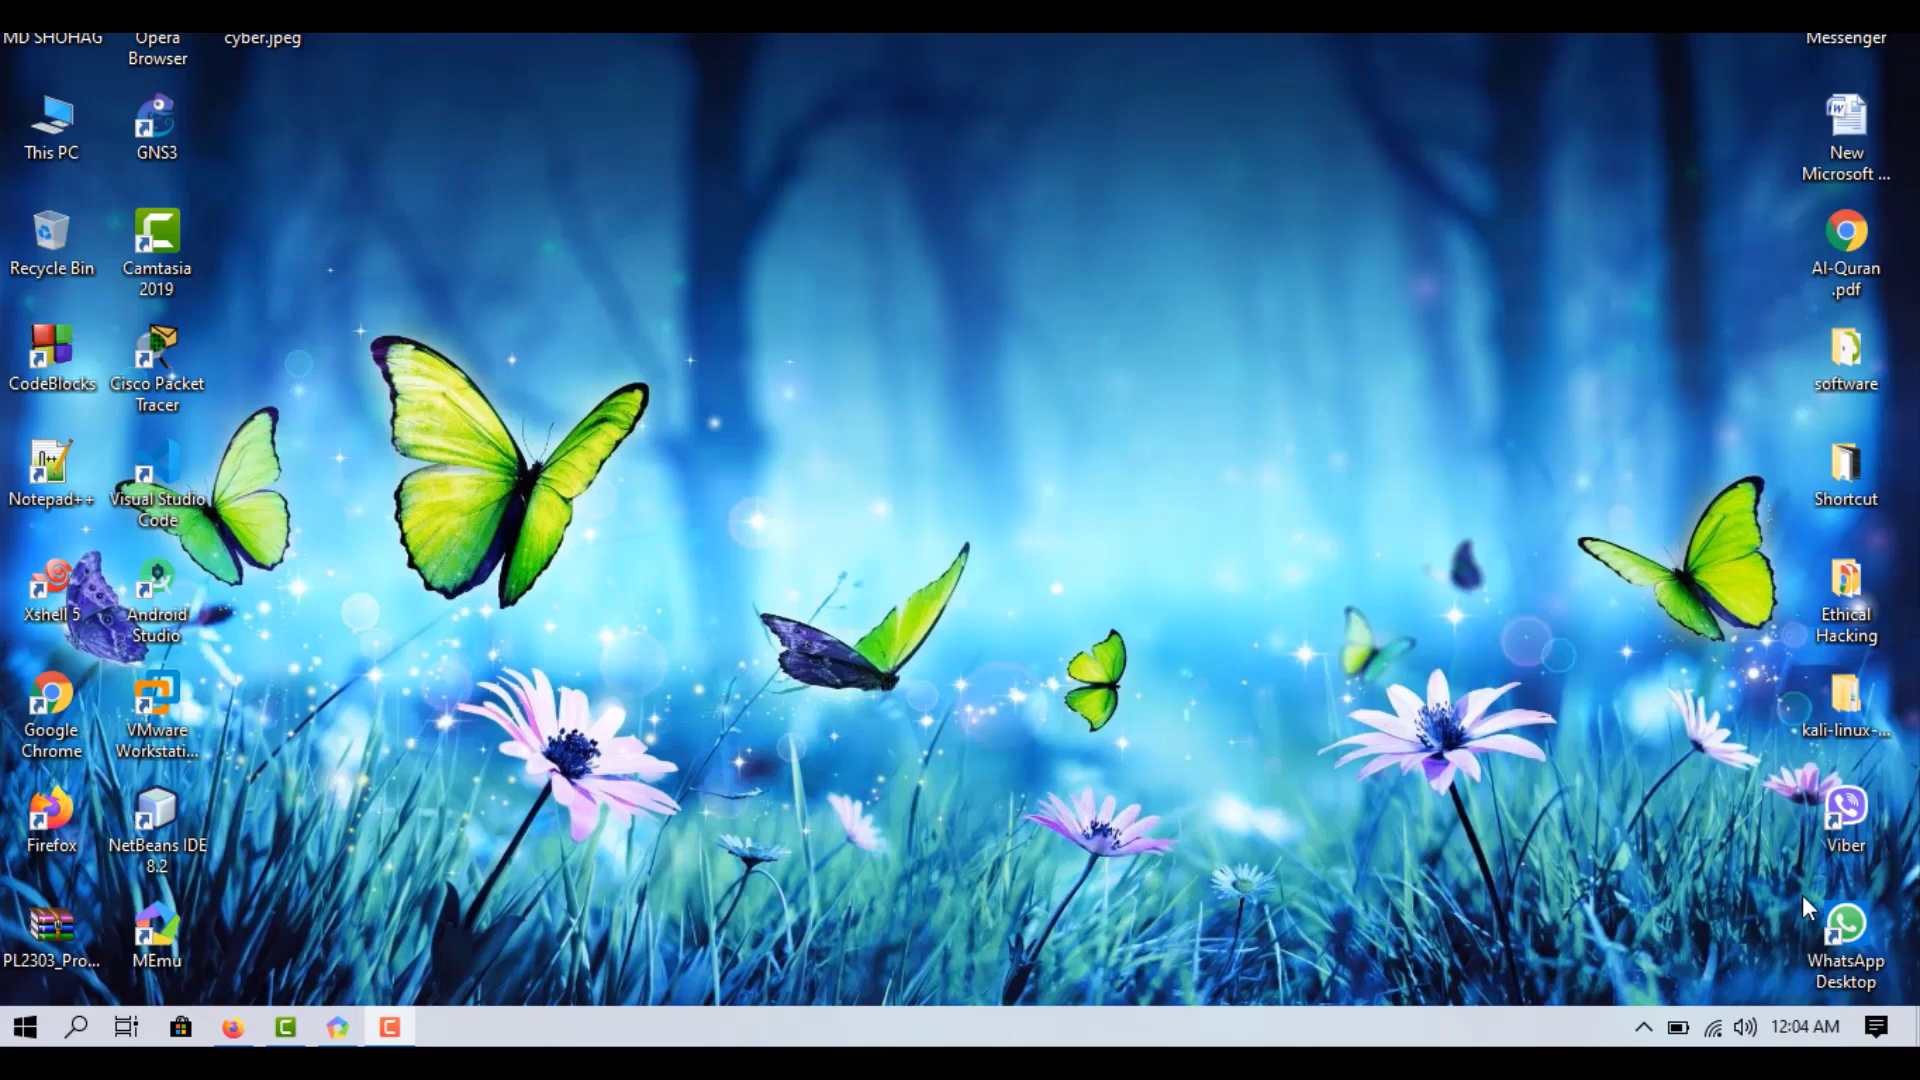 MD SHOHAG
Opera
Browser
cyber.jpeg
Messenger
This PC
GNS3
New
Microsoft ...
Recycle Bin
Camtasia
2019
Al-Quran
.pdf
CodeBlocks
Cisco Packet
Tracer
software
Notepad++
Visual Studio
Code
Shortcut
Xshell 5
Android
Studio
Ethical
Hacking
Google
Chrome
VMware
Workstati...
kali-linux-...
Firefox
NetBeans IDE
8.2
Viber
PL2303_Pro...
MEmu
WhatsApp
Desktop
12:04 AM